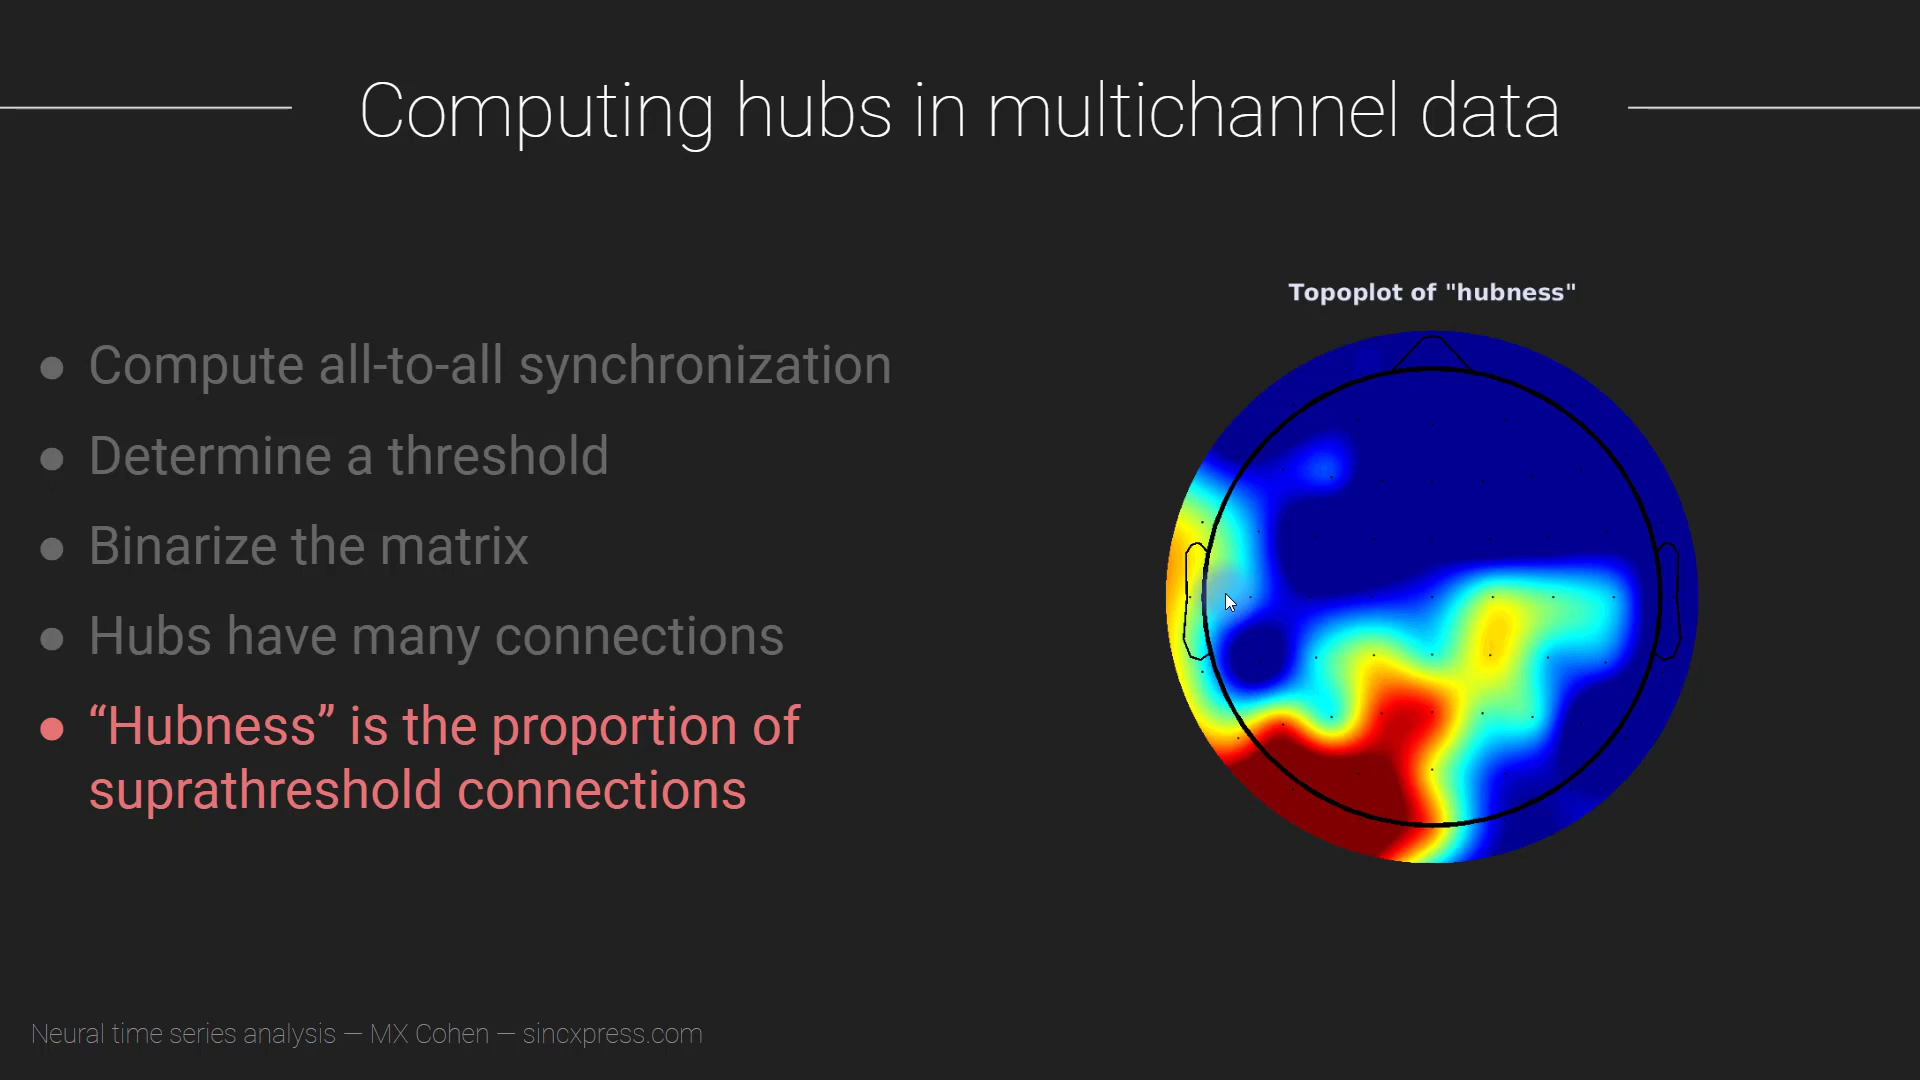 Computing hubs in multichannel data
Topoplot of "hubness"
● Compute all-to-all synchronization
● Determine a threshold
● Binarize the matrix
● Hubs have many connections
● “Hubness” is the proportion of
suprathreshold connections
Neural time series analysis — MX Cohen — sincxpress.com